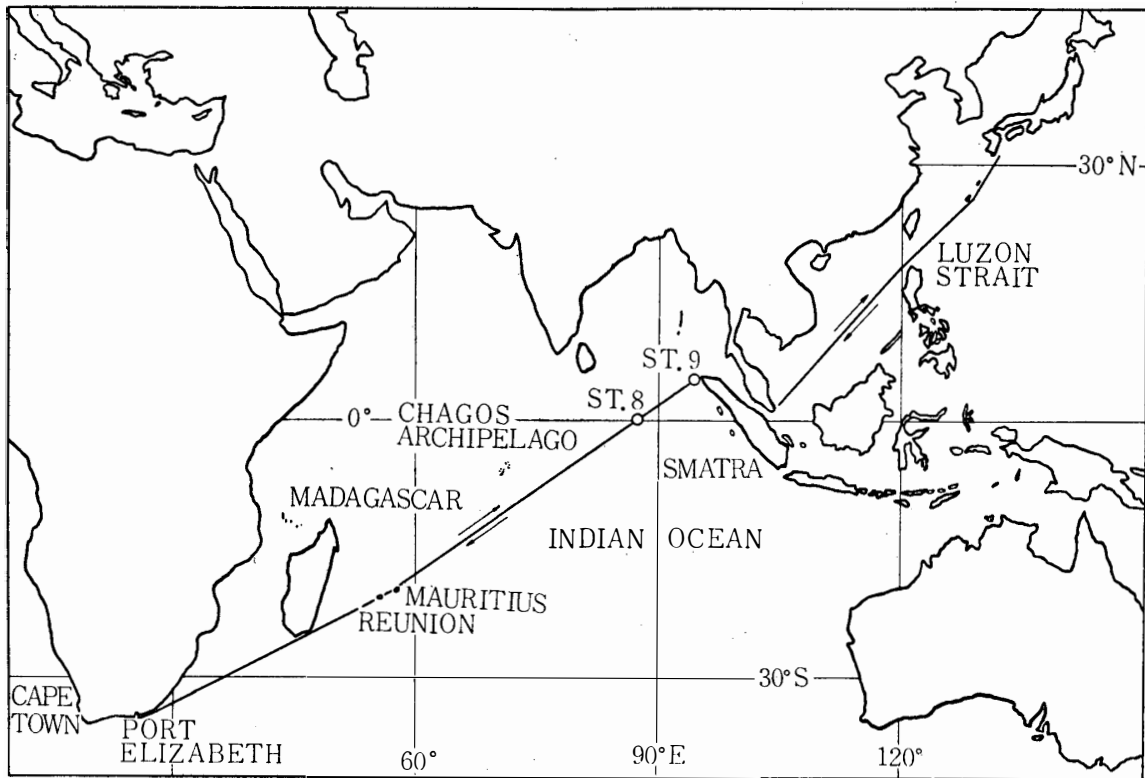 30° N
LUZON
STRAIT
ST. 9
ST. 8
0°
CHAGOS
ARCHIPELAGO
SMATRA
MADAGASCAR
INDIAN OCEAN
MAURITIUS
REUNION
30° S
CAPE
TOWN
PORT
ELIZABETH
60°
90° E
120°